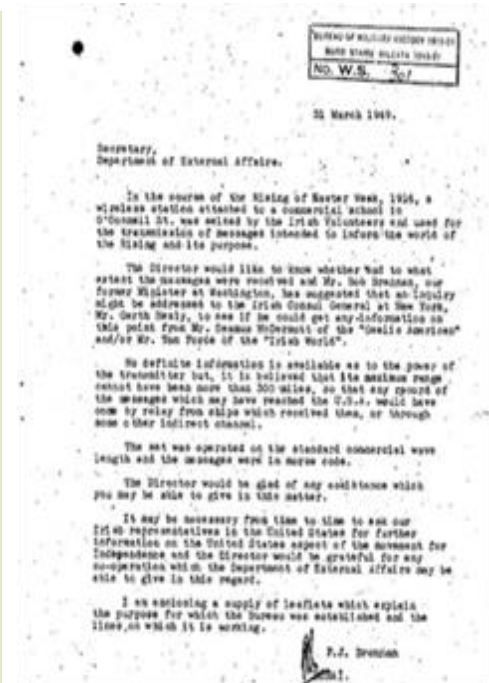 BUREAU OF MILITARY HISTORY 1913-21
BURO STAIRE MILEATA 1913-21
No. W.S. 301
31 March 1949.
Secretary,
Department of External Affairs.
In the course of the Rising of Easter Week, 1916, a
wireless station attached to a commercial school in
O'Connell St. was seized by the Irish Volunteers and used for
the transmission of messages intended to inform the world of
the Rising and its purpose.
The Director would like to know whether and to what
extent the messages were received and Mr. Bob Brennan, our
former Minister at Washington, has suggested that an inquiry
might be addressed to the Irish Consul General at New York,
Mr. Garth Healy, to see if he could get any information on
this point from Mr. Seamus McDermott of the "Gaelic American"
and/or Mr. Tom Forde of the "Irish World".
No definite information is available as to the power of
the transmitter but, it is believed that its maximum range
cannot have been more than 300 miles, so that any record of
the messages which may have reached the U.S.A. would have
come by relay from ships which received them, or through
some other indirect channel.
The set was operated on the standard commercial wave
length and the messages were in morse code.
The Director would be glad of any assistance which
you may be able to give in this matter.
It may be necessary from time to time to ask our
Irish representatives in the United States for further
information on the United States aspect of the movement for
Independence and the Director would be grateful for any
co-operation which the Department of External Affairs may be
able to give in this regard.
I am enclosing a supply of leaflets which explain
the purpose for which the Bureau was established and the
lines on which it is working.
P.J. Brennan